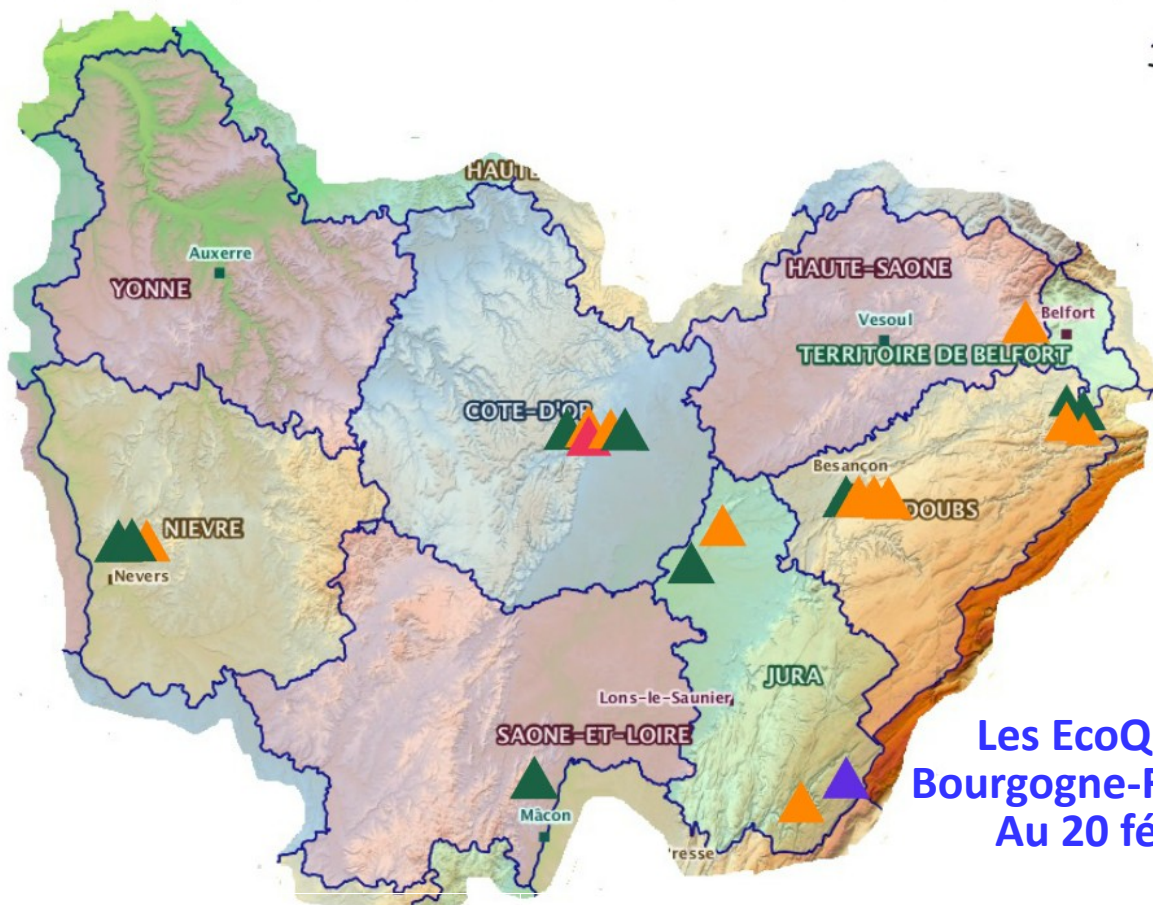 HAUTE
HAUTE-SAONE
Auxerre
YONNE
Vesoul
Belfort
TERRITOIRE DE BELFORT
COTE-D'OR
Besançon
DOUBS
NIEVRE
Nevers
JURA
Lons-le-Saunier
SAONE-ET-LOIRE
Mâcon
'resse
Les EcoQ
Bourgogne-F
Au 20 fé